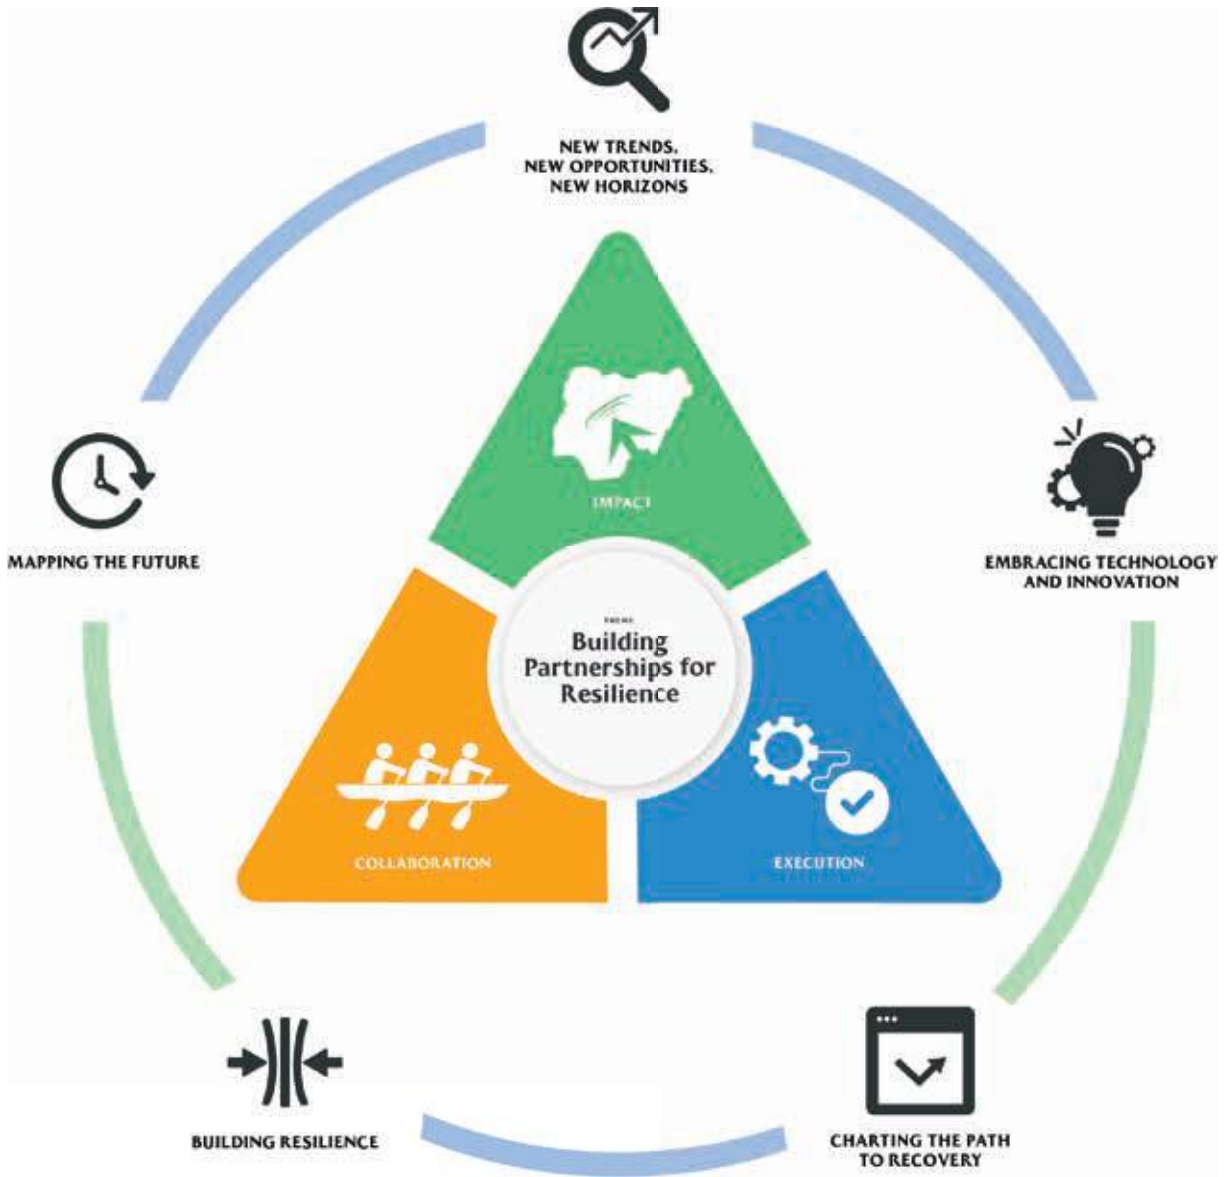 NEW TRENDS,
NEW OPPORTUNITIES,
NEW HORIZONS
MAPPING THE FUTURE
EMBRACING TECHNOLOGY
AND INNOVATION
IMPACT
THEME
Building
Partnerships for
Resilience
COLLABORATION
EXECUTION
BUILDING RESILIENCE
CHARTING THE PATH
TO RECOVERY